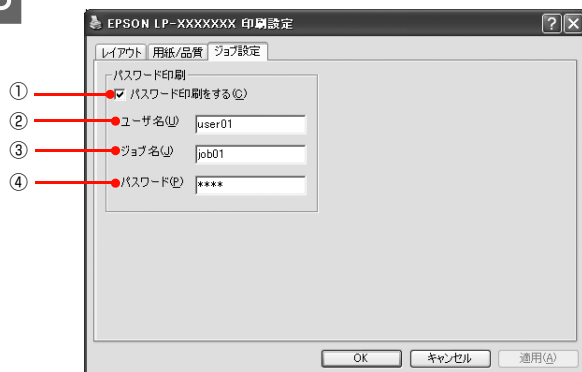 EPSON LP-XXXXXXX 印刷設定
レイアウト 用紙/品質 ジョブ設定
パスワード印刷
① パスワード印刷をする(C)
② ユーザ名(U) user01
③ ジョブ名(J) job01
④ パスワード(P) ****
OK キャンセル 適用(A)